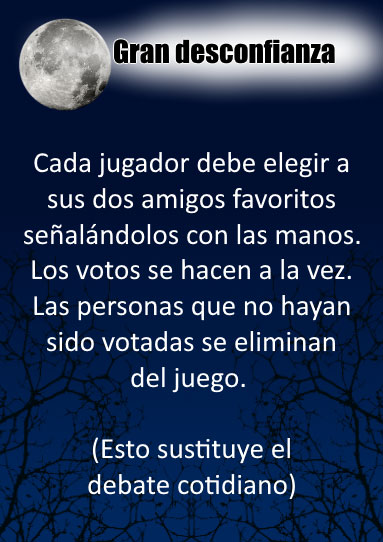 Gran desconfianza
Cada jugador debe elegir a
sus dos amigos favoritos
señalándolos con las manos.
Los votos se hacen a la vez.
Las personas que no hayan
sido votadas se eliminan
del juego.
(Esto sustituye el
debate cotidiano)